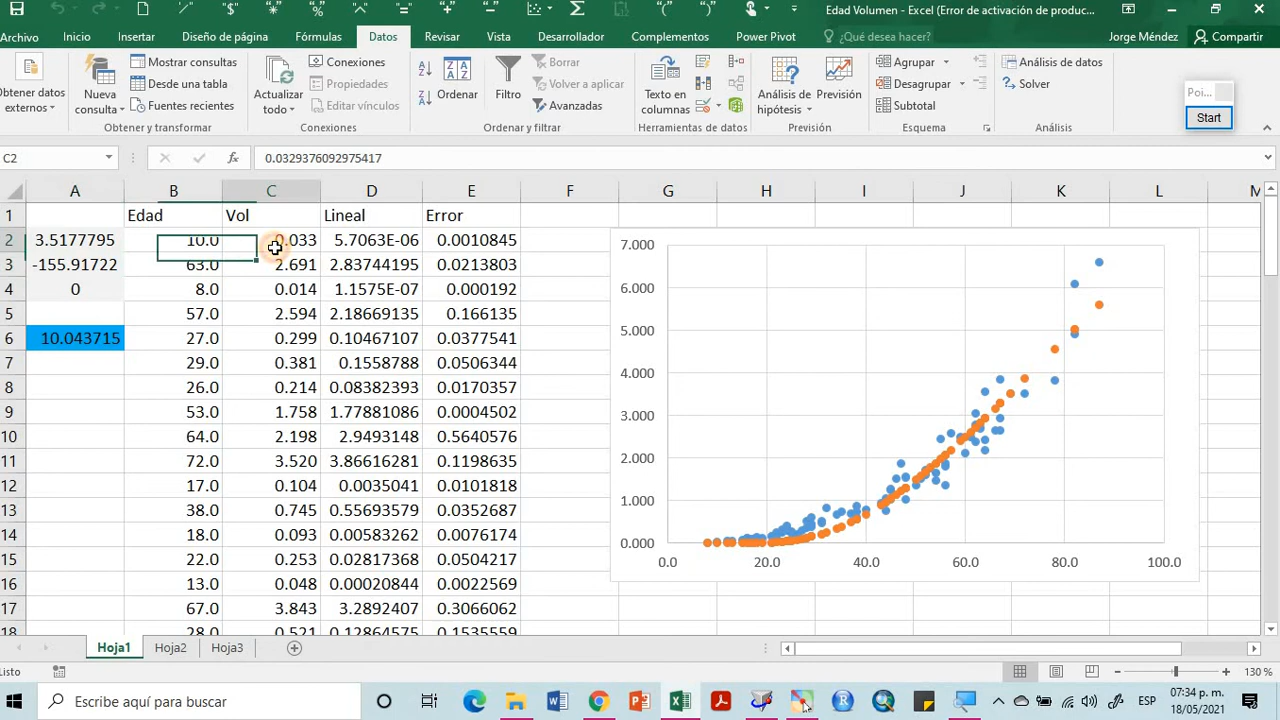 Edad Volumen - Excel (Error de activación de produc...
Archivo Inicio Insertar Diseño de página Fórmulas Datos Revisar Vista Desarrollador Complementos Power Pivot ¿Qué desea hacer? Jorge Méndez Compartir
Obtener datos externos
Nueva consulta
Mostrar consultas
Desde una tabla
Fuentes recientes
Obtener y transformar
Actualizar todo
Conexiones
Propiedades
Editar vínculos
Conexiones
Ordenar
Filtro
Borrar
Volver a aplicar
Avanzadas
Ordenar y filtrar
Texto en columnas
Herramientas de datos
Análisis de hipótesis
Previsión
Previsión
Agrupar
Desagrupar
Subtotal
Esquema
Análisis de datos
Solver
Análisis
Poi...
Start
C2 fx 0.0329376092975417
A B C D E F G H I J K L M
1 Edad Vol Lineal Error
2 3.5177795 10.0 0.033 5.7063E-06 0.0010845
3 -155.91722 63.0 2.691 2.83744195 0.0213803
4 0 8.0 0.014 1.1575E-07 0.000192
5 57.0 2.594 2.18669135 0.166135
6 10.043715 27.0 0.299 0.10467107 0.0377541
7 29.0 0.381 0.1558788 0.0506344
8 26.0 0.214 0.08382393 0.0170357
9 53.0 1.758 1.77881086 0.0004502
10 64.0 2.198 2.9493148 0.5640576
11 72.0 3.520 3.86616281 0.1198635
12 17.0 0.104 0.0035041 0.0101818
13 38.0 0.745 0.55693579 0.0352687
14 18.0 0.093 0.00583262 0.0076174
15 22.0 0.253 0.02817368 0.0504217
16 13.0 0.048 0.00020844 0.0022569
17 67.0 3.843 3.2892407 0.3066062
18 28.0 0.521 0.12864575 0.1535559
7.000
6.000
5.000
4.000
3.000
2.000
1.000
0.000
0.0 20.0 40.0 60.0 80.0 100.0
Hoja1 Hoja2 Hoja3
Listo 130 %
Escribe aquí para buscar ESP 07:34 p. m.
18/05/2021